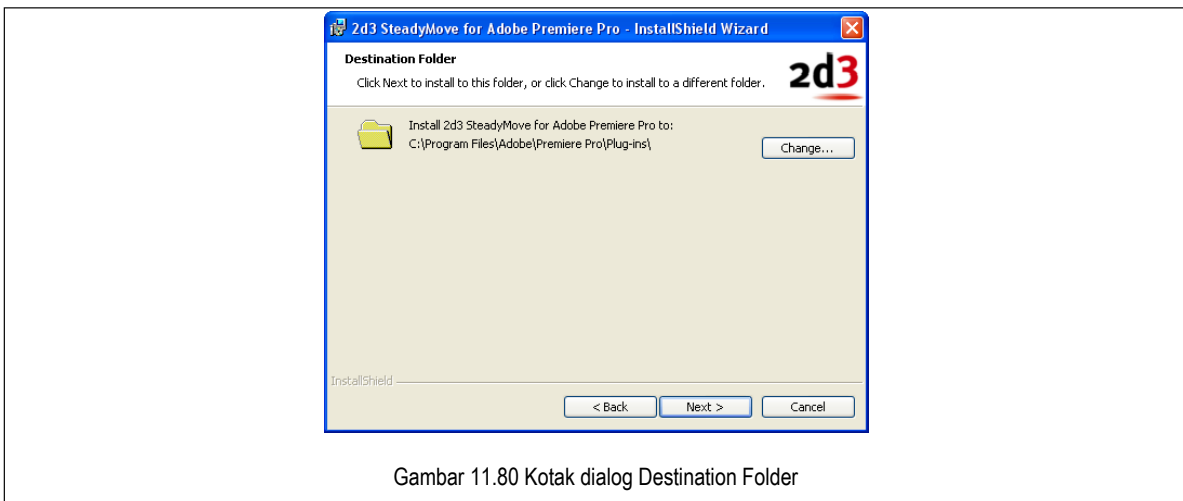 2d3 SteadyMove for Adobe Premiere Pro - InstallShield Wizard
Destination Folder
Click Next to install to this folder, or click Change to install to a different folder.
2d3
Install 2d3 SteadyMove for Adobe Premiere Pro to:
C:\Program Files\Adobe\Premiere Pro\Plug-ins\
Change...
InstallShield
< Back
Next >
Cancel
Gambar 11.80 Kotak dialog Destination Folder